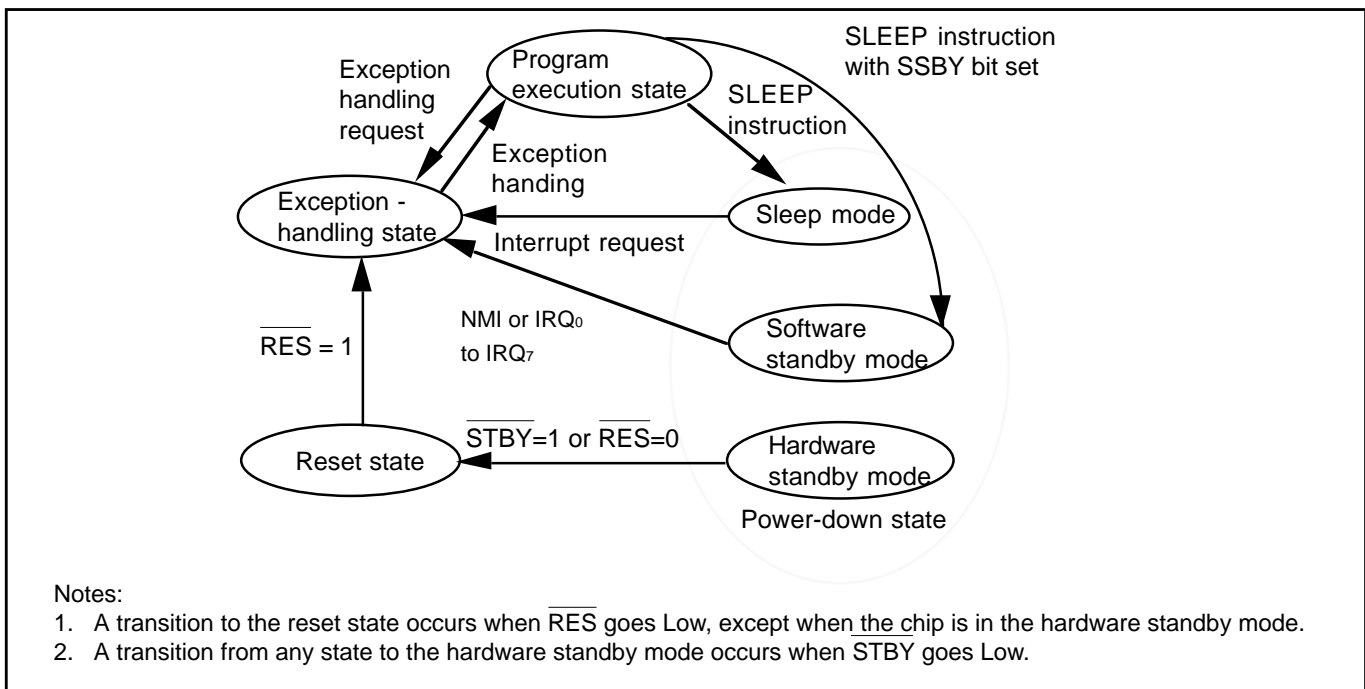 SLEEP instruction
with SSBY bit set
Program
execution state
Exception
handling
request
SLEEP
instruction
Exception
handing
Exception -
handling state
Sleep mode
Interrupt request
NMI or IRQ0
to IRQ7
Software
standby mode
RES = 1
STBY=1 or RES=0
Reset state
Hardware
standby mode
Power-down state
Notes:
1. A transition to the reset state occurs when RES goes Low, except when the chip is in the hardware standby mode.
2. A transition from any state to the hardware standby mode occurs when STBY goes Low.